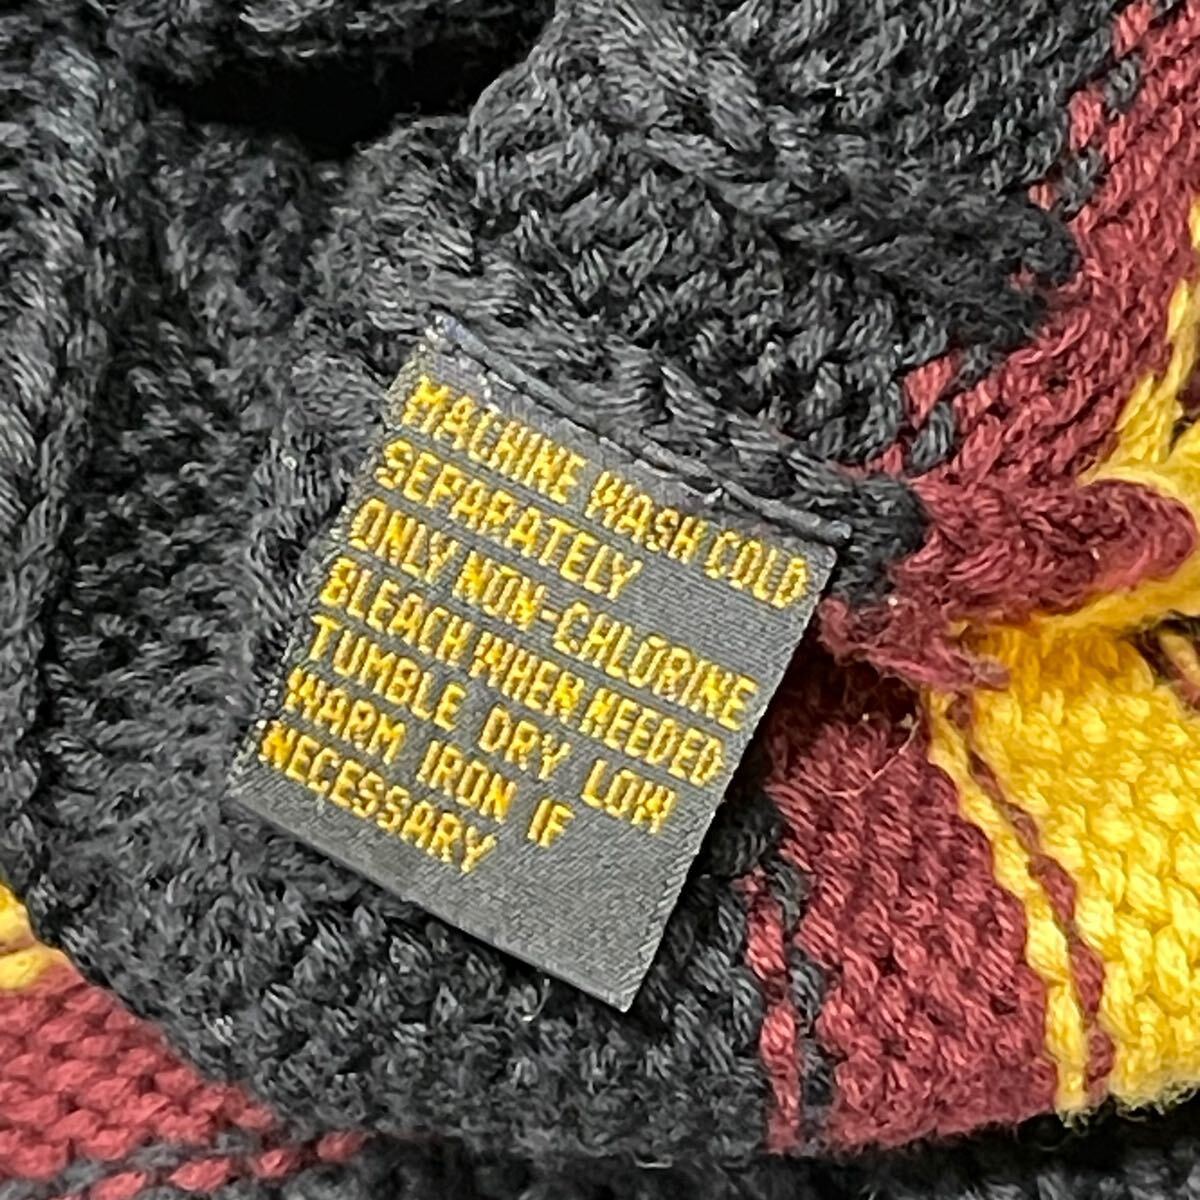 MACHINE WASH COLD
SEPARATELY
ONLY NON-CHLORINE
BLEACH WHEN NEEDED
TUMBLE DRY LOW
WARM IRON IF
NECESSARY